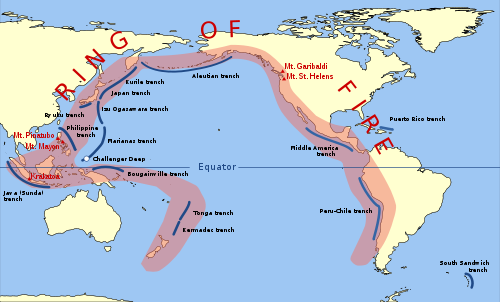 RING OF FIRE
Mt. Garibaldi
Mt. St. Helens
Aleutian trench
Kurile trench
Japan trench
Izu Ogasawara trench
Ryuku trench
Puerto Rico trench
Philippine
trench
Mt. Pinatubo
Mt. Mayon
Marianas trench
Middle America
trench
Challenger Deep
Equator
Krakatoa
Bougainville trench
Java (Sunda)
trench
Tonga trench
Peru-Chile trench
Kermadec trench
South Sandwich
trench